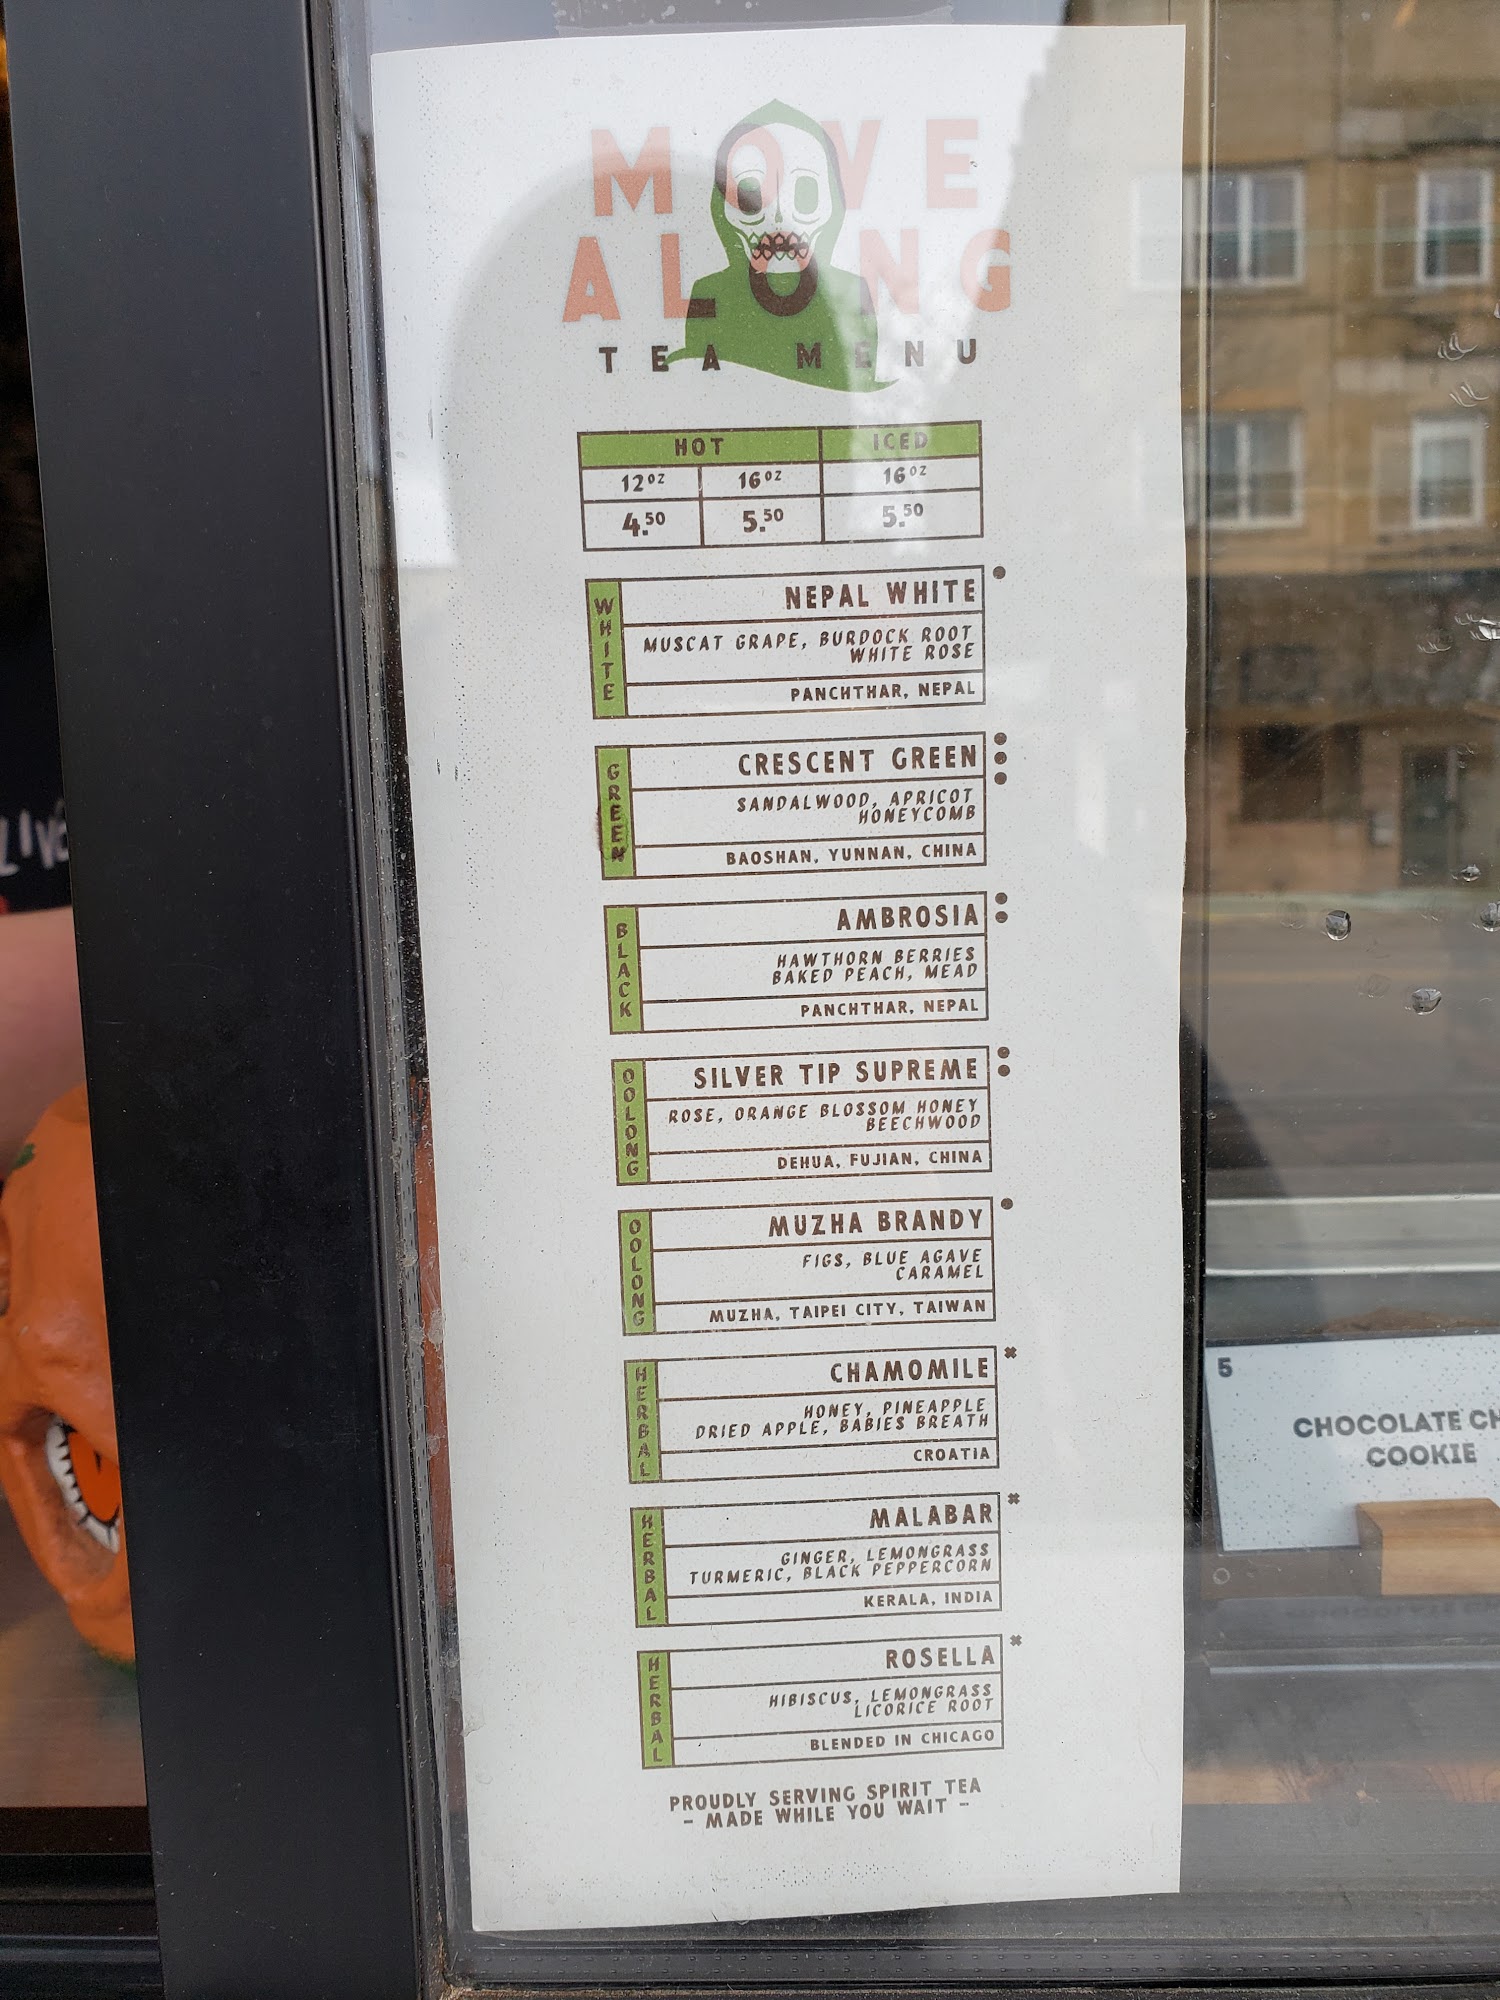 MOVE
ALONG
TEA MENU
HOT ICED
12oz 16oz 16oz
4.50 5.50 5.50
WHITE
NEPAL WHITE
MUSCAT GRAPE, BURDOCK ROOT
WHITE ROSE
PANCHTHAR, NEPAL
GREEN
CRESCENT GREEN
SANDALWOOD, APRICOT
HONEYCOMB
BAOSHAN, YUNNAN, CHINA
BLACK
AMBROSIA
HAWTHORN BERRIES
BAKED PEACH, MEAD
PANCHTHAR, NEPAL
OOLONG
SILVER TIP SUPREME
ROSE, ORANGE BLOSSOM HONEY
BEECHWOOD
DEHUA, FUJIAN, CHINA
OOLONG
MUZHA BRANDY
FIGS, BLUE AGAVE
CARAMEL
MUZHA, TAIPEI CITY, TAIWAN
HERBAL
CHAMOMILE
HONEY, PINEAPPLE
DRIED APPLE, BABIES BREATH
CROATIA
HERBAL
MALABAR
GINGER, LEMONGRASS
TURMERIC, BLACK PEPPERCORN
KERALA, INDIA
HERBAL
ROSELLA
HIBISCUS, LEMONGRASS
LICORICE ROOT
BLENDED IN CHICAGO
PROUDLY SERVING SPIRIT TEA
- MADE WHILE YOU WAIT -
5
CHOCOLATE CH
COOKIE